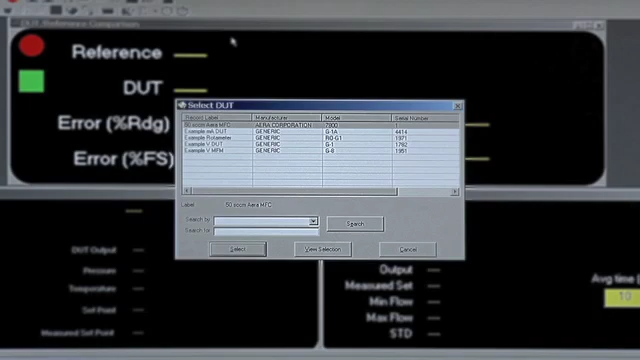 DUT Reference Comparison
Reference
DUT
Error (%Rdg)
Error (%FS)
Select DUT
Record Label Manufacturer Model Serial Number
50 sccm Aera MFC AERA CORPORATION 7800 1
Example mA DUT GENERIC G-1A 4414
Example Rotameter GENERIC RO-G1 1971
Example V DUT GENERIC G-1 1782
Example V MFM GENERIC G-8 1951
Label 50 sccm Aera MFC
Search by
Search for
Search
Select View Selection Cancel
DUT Output
Pressure
Temperature
Set Point
Measured Set Point
Output
Measured Set
Min Flow
Max Flow
STD
Avg time (
10